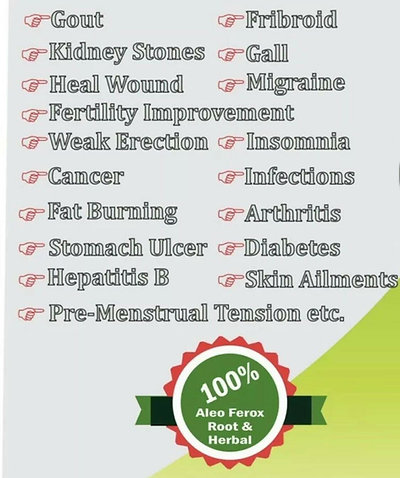 Gout Fribroid
Kidney Stones Gall
Heal Wound Migraine
Fertility Improvement
Weak Erection Insomnia
Cancer Infections
Fat Burning Arthritis
Stomach Ulcer Diabetes
Hepatitis B Skin Ailments
Pre-Menstrual Tension etc.
100%
Aleo Ferox
Root &
Herbal